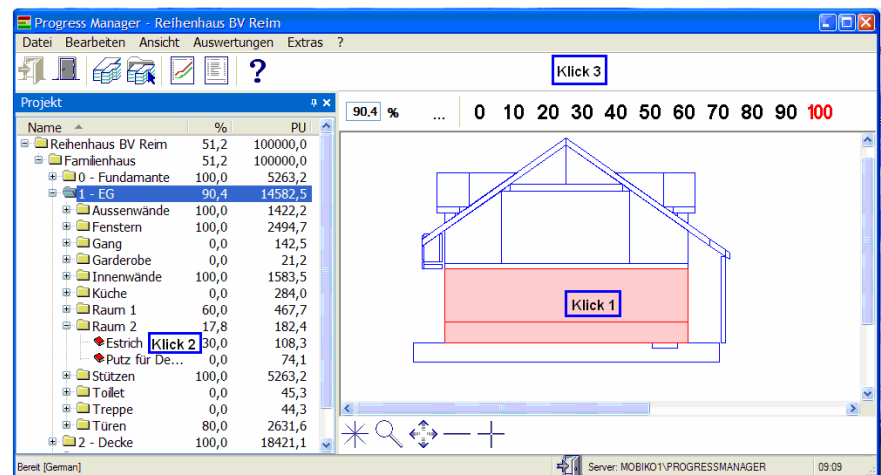 Progress Manager - Reihenhaus BV Reim
Datei Bearbeiten Ansicht Auswertungen Extras ?
?
Klick 3
Projekt
90.4 % ... 0 10 20 30 40 50 60 70 80 90 100
Name % PU
Reihenhaus BV Reim 51,2 100000,0
Familienhaus 51,2 100000,0
0 - Fundamante 100,0 5263,2
1 - EG 90,4 14582,5
Aussenwände 100,0 1422,2
Fenstern 100,0 2494,7
Gang 0,0 142,5
Garderobe 0,0 21,2
Innenwände 100,0 1583,5
Küche 0,0 284,0
Raum 1 60,0 467,7
Raum 2 17,8 182,4
Estrich Klick 2 30,0 108,3
Putz für De... 0,0 74,1
Stützen 100,0 5263,2
Toilet 0,0 45,3
Treppe 0,0 44,3
Türen 80,0 2631,6
2 - Decke 100,0 18421,1
Klick 1
Bereit [German]
Server: MOBIKO1\PROGRESSMANAGER 09:09